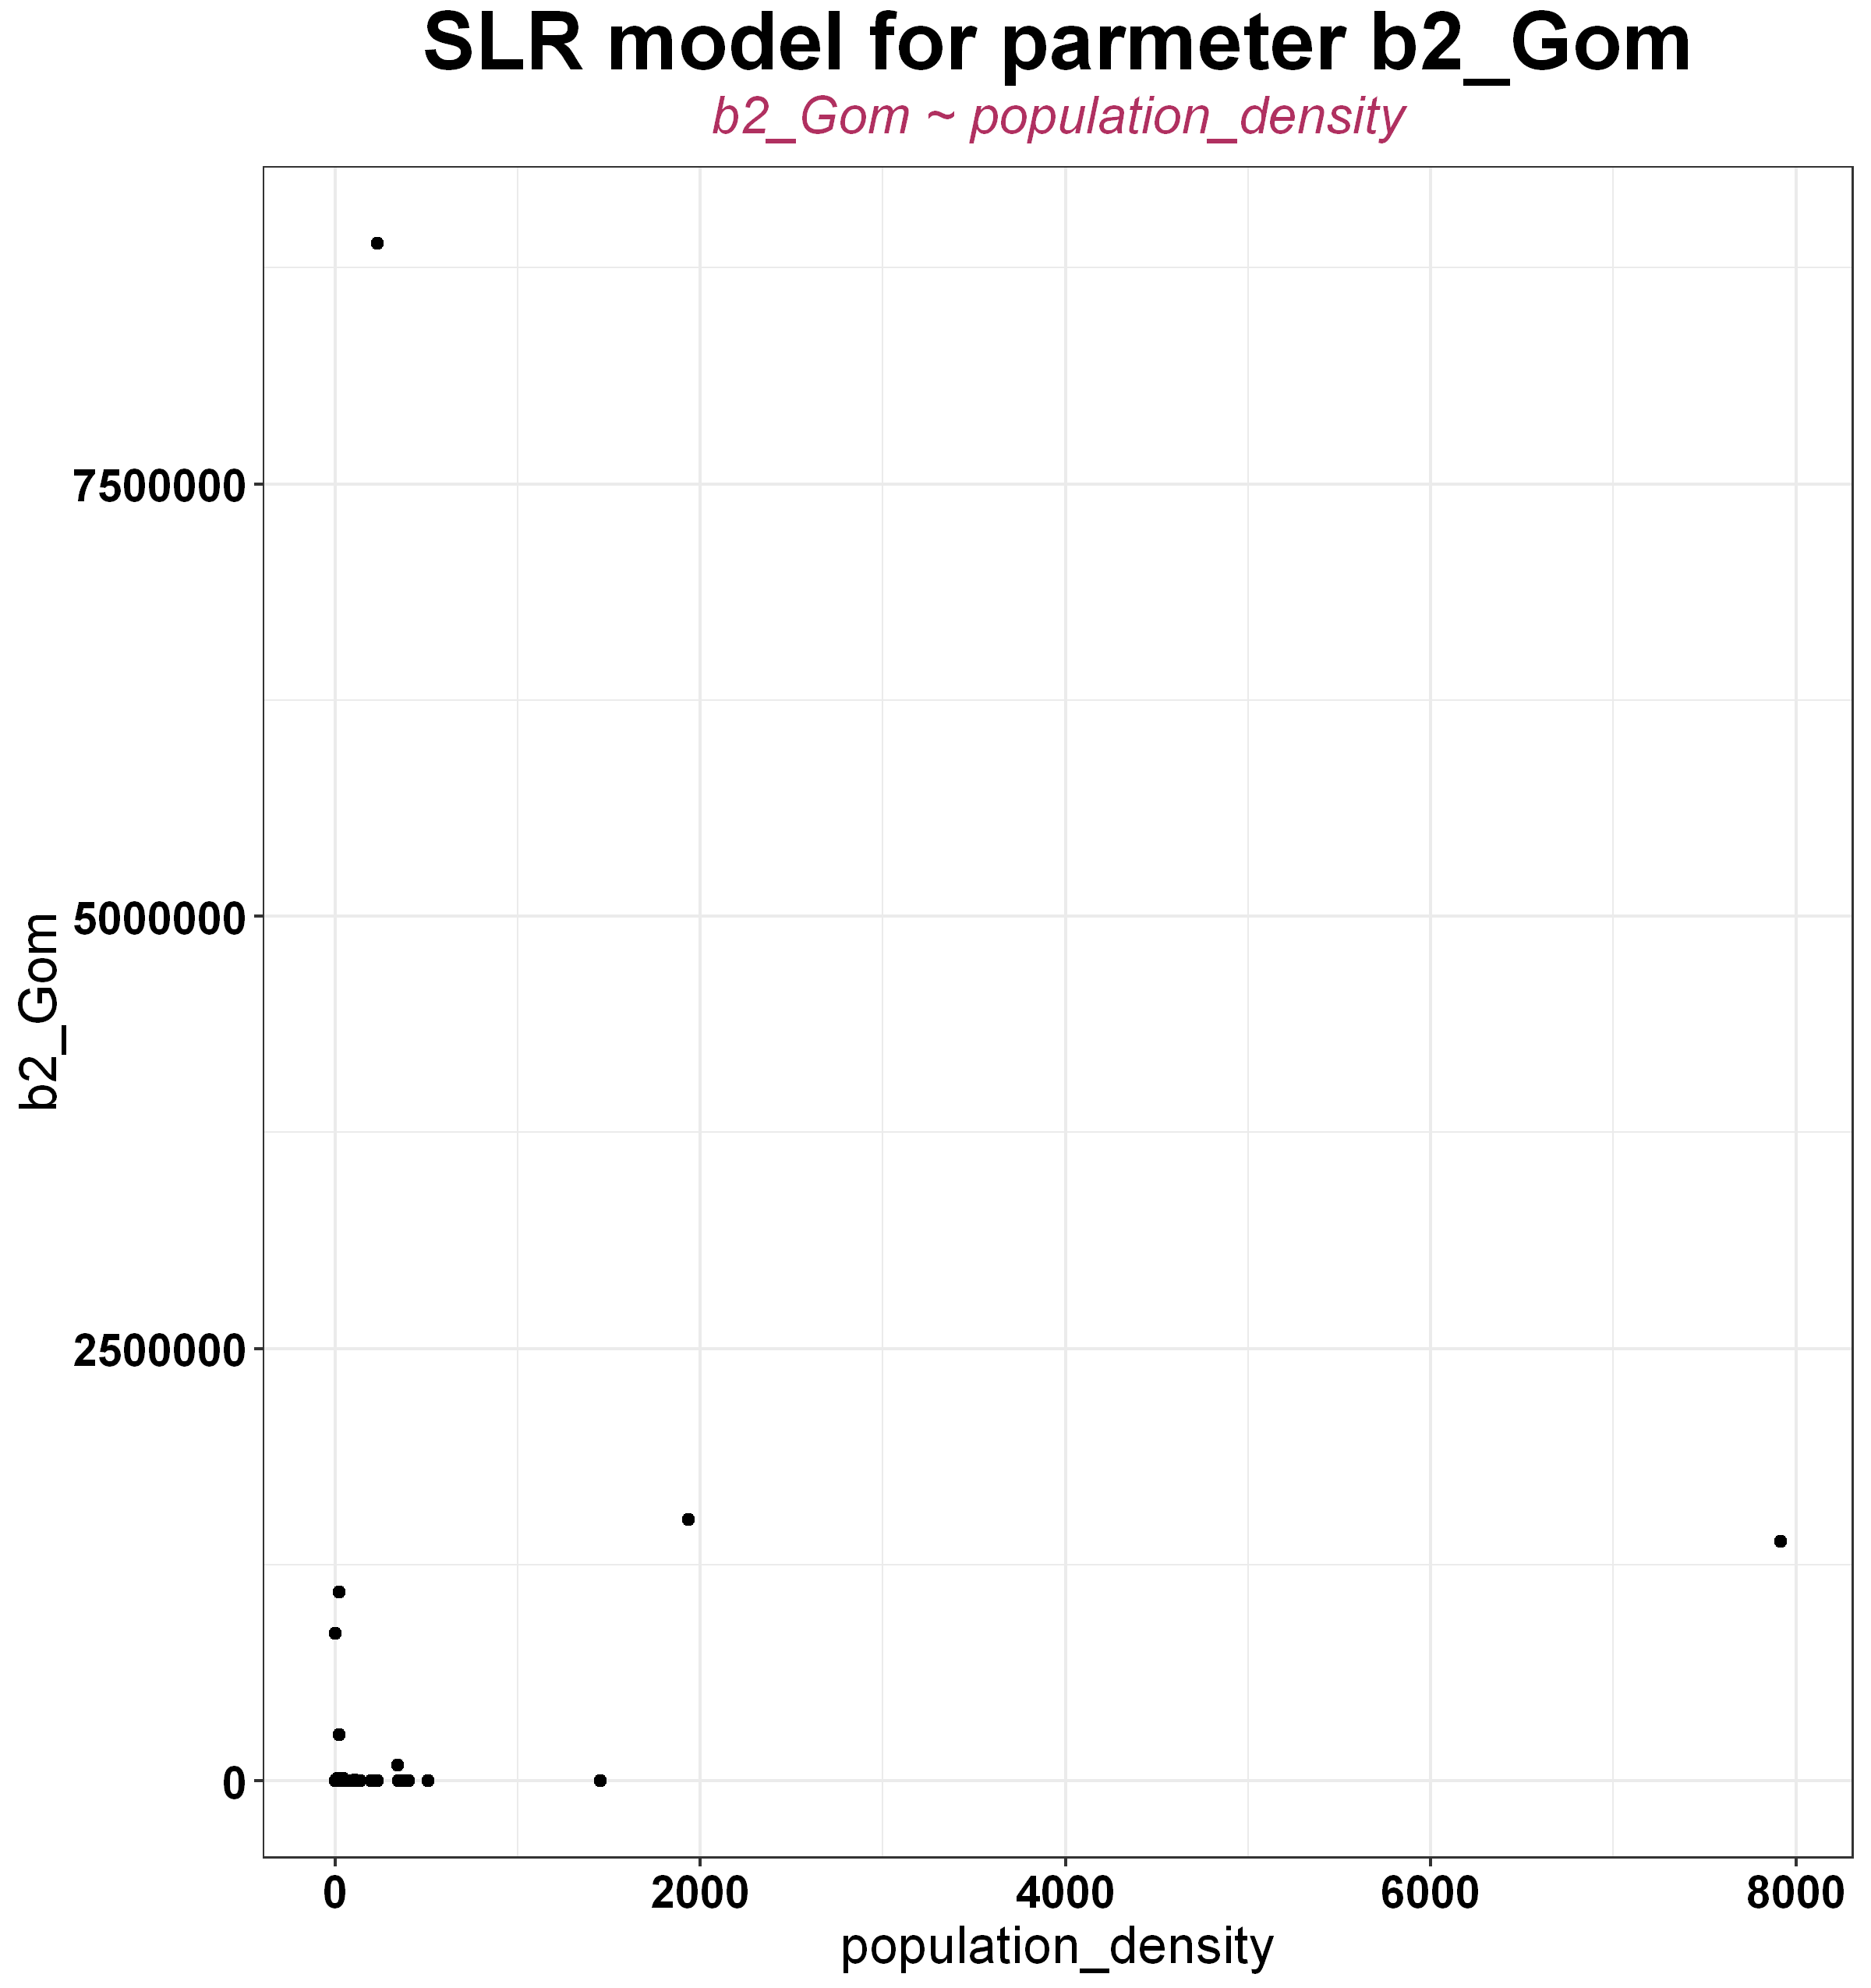 SLR model for parmeter b2_Gom
b2_Gom ~ population_density
7500000
5000000
2500000
0
b2_Gom
0 2000 4000 6000 8000
population_density